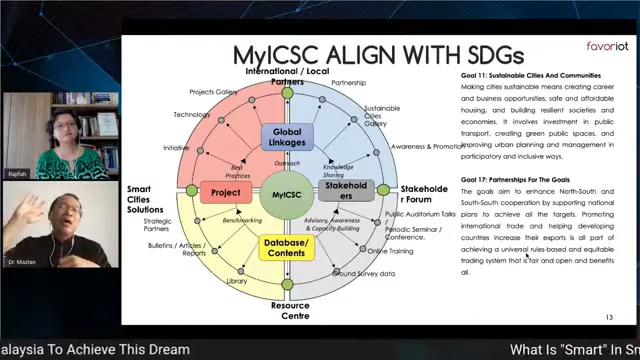 favoriot
MyICSC ALIGN WITH SDGs
International / Local
Partners
Projects Gallery
Partnership
Technology
Sustainable
Cities
Gallery
Initiative
Global
Linkages
Awareness & Promotion
Best
Practices
Outreach
Knowledge
Sharing
Smart
Cities
Solutions
Project
MyICSC
Stakehold
ers
Stakeholde
r Forum
Strategic
Partners
Benchmarking
Advisory, Awareness
& Capacity Building
Public Auditorium Talks
/
Periodic Seminar /
Conference.
Bulletins / Articles /
Reports
Database/
Contents
Online Training
Library
Ground Survey data
Resource
Centre
Goal 11: Sustainable Cities And Communities
Making cities sustainable means creating career
and business opportunities, safe and affordable
housing, and building resilient societies and
economies. It involves investment in public
transport, creating green public spaces, and
improving urban planning and management in
participatory and inclusive ways.
Goal 17: Partnerships For The Goals
The goals aim to enhance North-South and
South-South cooperation by supporting national
plans to achieve all the targets. Promoting
international trade and helping developing
countries increase their exports is all part of
achieving a universal rules-based and equitable
trading system that is fair and open and benefits
all.
13
Rajifah
Dr. Mazlan
alaysia To Achieve This Dream
What Is "Smart" In Sm